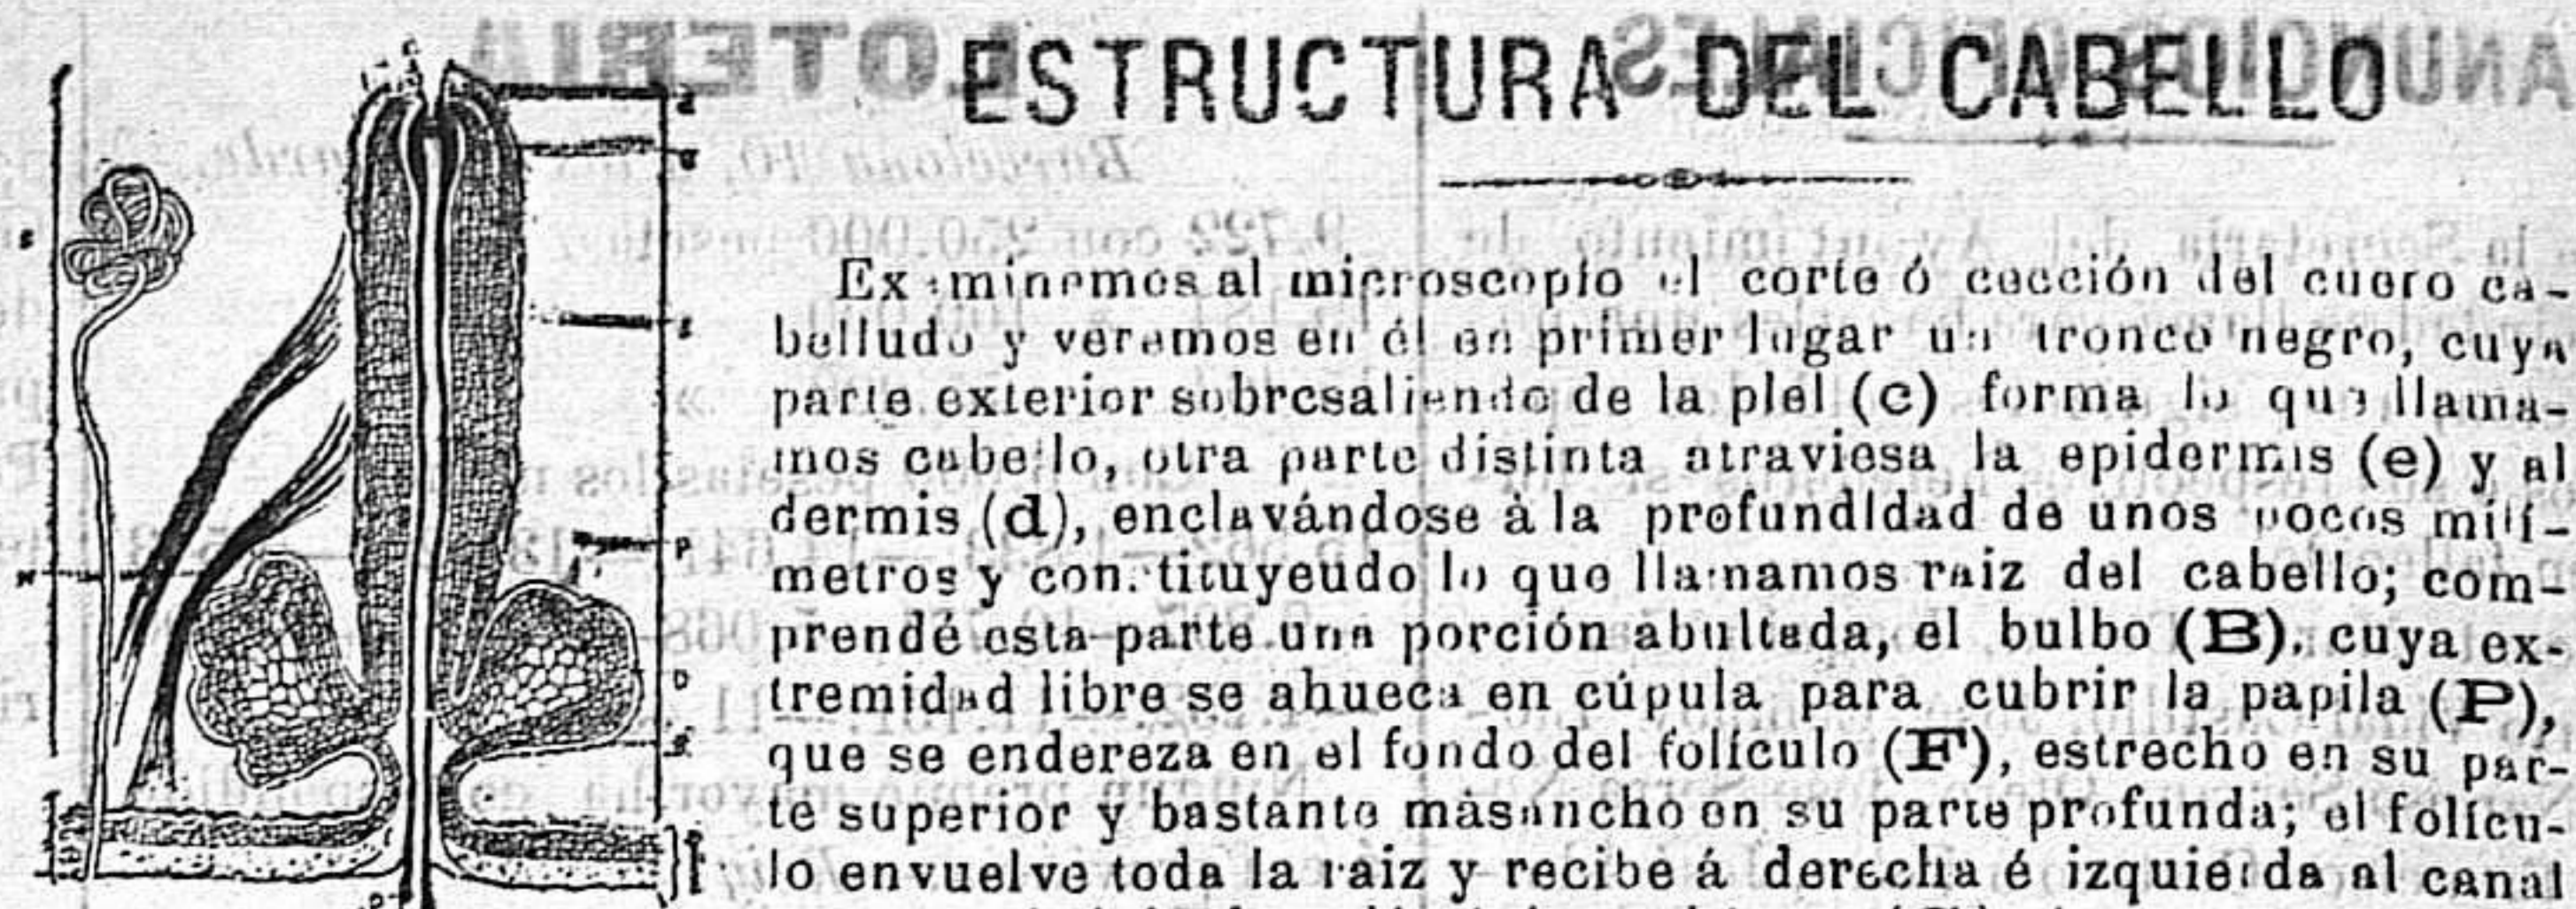 ESTRUCTURA DEL CABELLO
Examinemos al microscopio el corte ó cección del cuero ca-
belludo y veremos en él en primer lugar un tronco negro, cuya
parte exterior sobresaliendo de la piel (c) forma lo que llama-
mos cabello, otra parte distinta atraviesa la epidermis (e) y al
dermis (d), enclavándose à la profundidad de unos pocos milí-
metros y constituyendo lo que llamamos raiz del cabello; com-
prendé esta parte una porción abultada, el bulbo (B), cuya ex-
tremidad libre se ahueca en cúpula para cubrir la papila (P),
que se endereza en el fondo del folículo (F), estrecho en su par-
te superior y bastante màs ancho en su parte profunda; el folícu-
lo envuelve toda la raiz y recibe á derecha é izquierda al canal